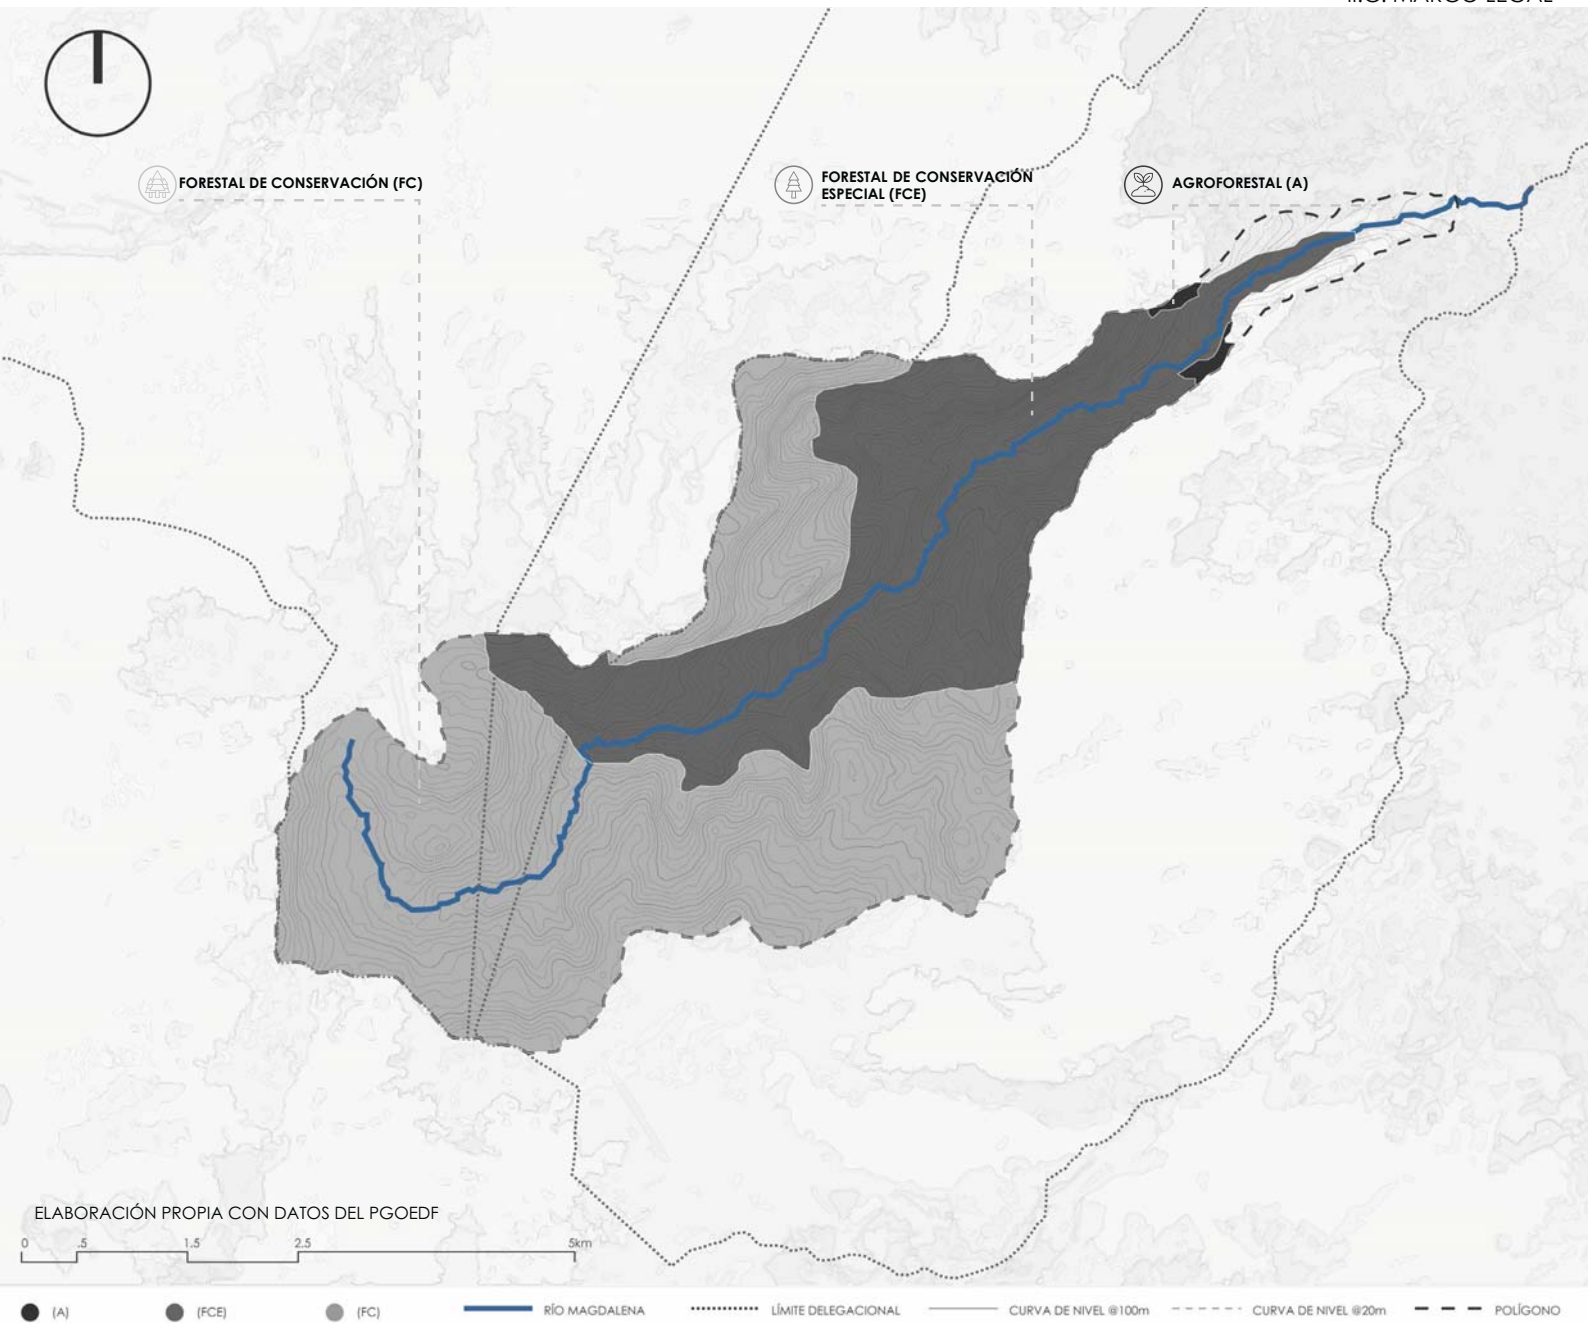 FORESTAL DE CONSERVACIÓN (FC)
FORESTAL DE CONSERVACIÓN
ESPECIAL (FCE)
AGROFORESTAL (A)
ELABORACIÓN PROPIA CON DATOS DEL PGOEDF
0 .5 1.5 2.5 5km
(A) (FCE) (FC) RÍO MAGDALENA LÍMITE DELEGACIONAL CURVA DE NIVEL @100m CURVA DE NIVEL @20m POLÍGONO